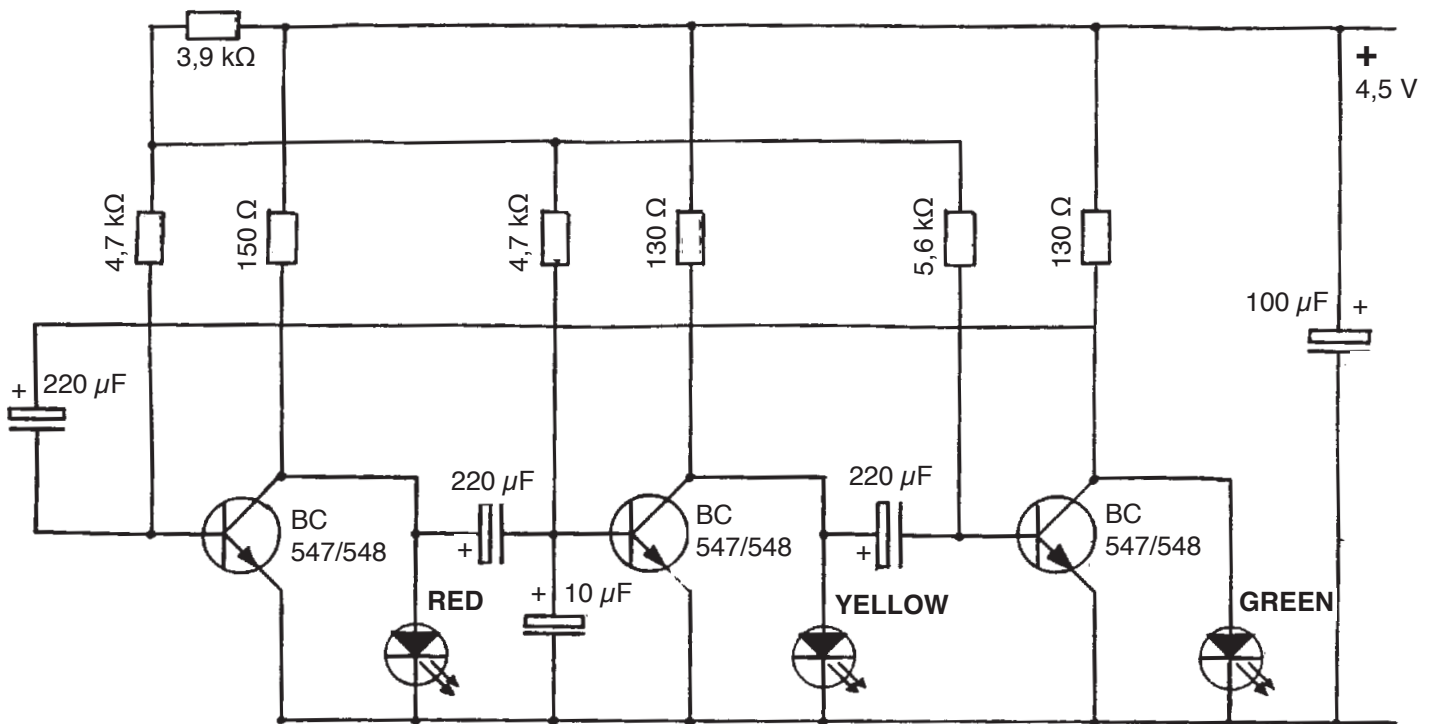 3,9 kΩ
+
4,5 V
4,7 kΩ
150 Ω
4,7 kΩ
130 Ω
5,6 kΩ
130 Ω
100 µF
+
+
220 µF
220 µF
+
BC
547/548
220 µF
+
BC
547/548
BC
547/548
RED
+
10 µF
YELLOW
GREEN